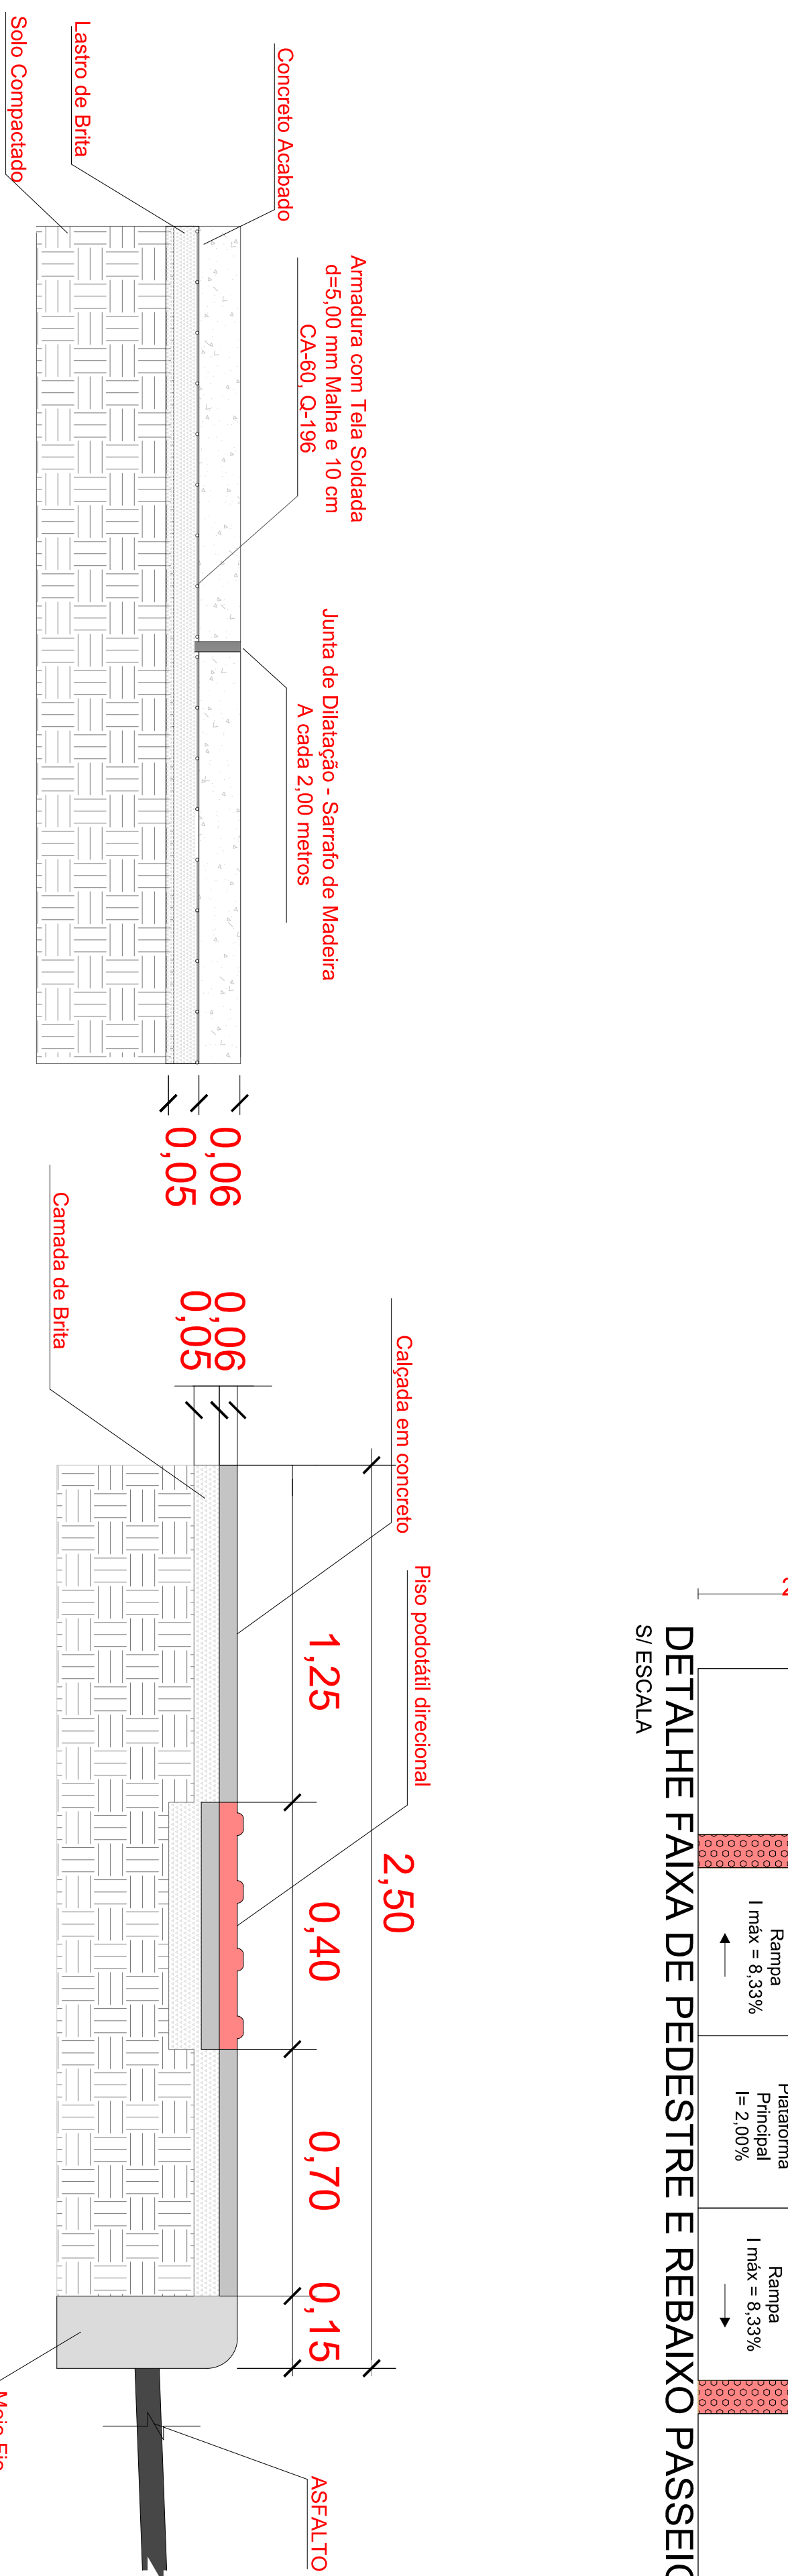 DETALHE FAIXA DE PEDESTRE E REBAIXO PASSEIO
S/ ESCALA
Rampa
I máx = 8,33%
Plataforma
Principal
I= 2,00%
Rampa
I máx = 8,33%
Armadura com Tela Soldada
d=5,00 mm Malha e 10 cm
CA-60, Q-196
Junta de Dilatação - Sarrafo de Madeira
A cada 2,00 metros
Concreto Acabado
Lastro de Brita
Solo Compactado
0,06
0,05
Piso podotátil direcional
Calçada em concreto
2,50
1,25
0,40
0,70
0,15
0,06
0,05
Camada de Brita
ASFALTO
Meio Fio